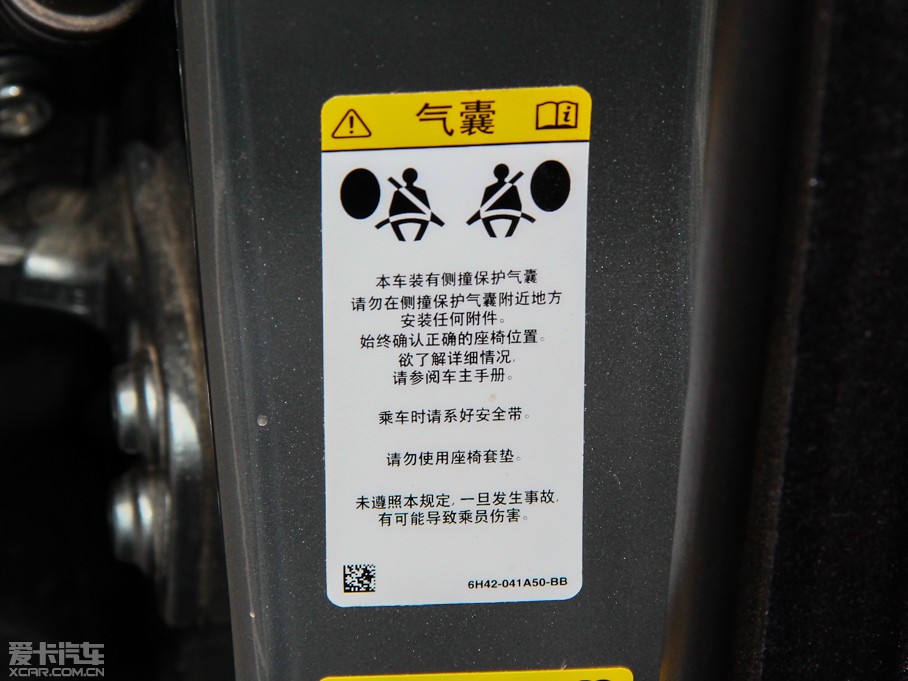 气囊
本车装有侧撞保护气囊
请勿在侧撞保护气囊附近地方
安装任何附件。
始终确认正确的座椅位置。
欲了解详细情况,
请参阅车主手册。
乘车时请系好安全带。
请勿使用座椅套垫。
未遵照本规定, 一旦发生事故,
有可能导致乘员伤害。
6H42-041A50-BB
爱卡汽车
XCAR.COM.CN